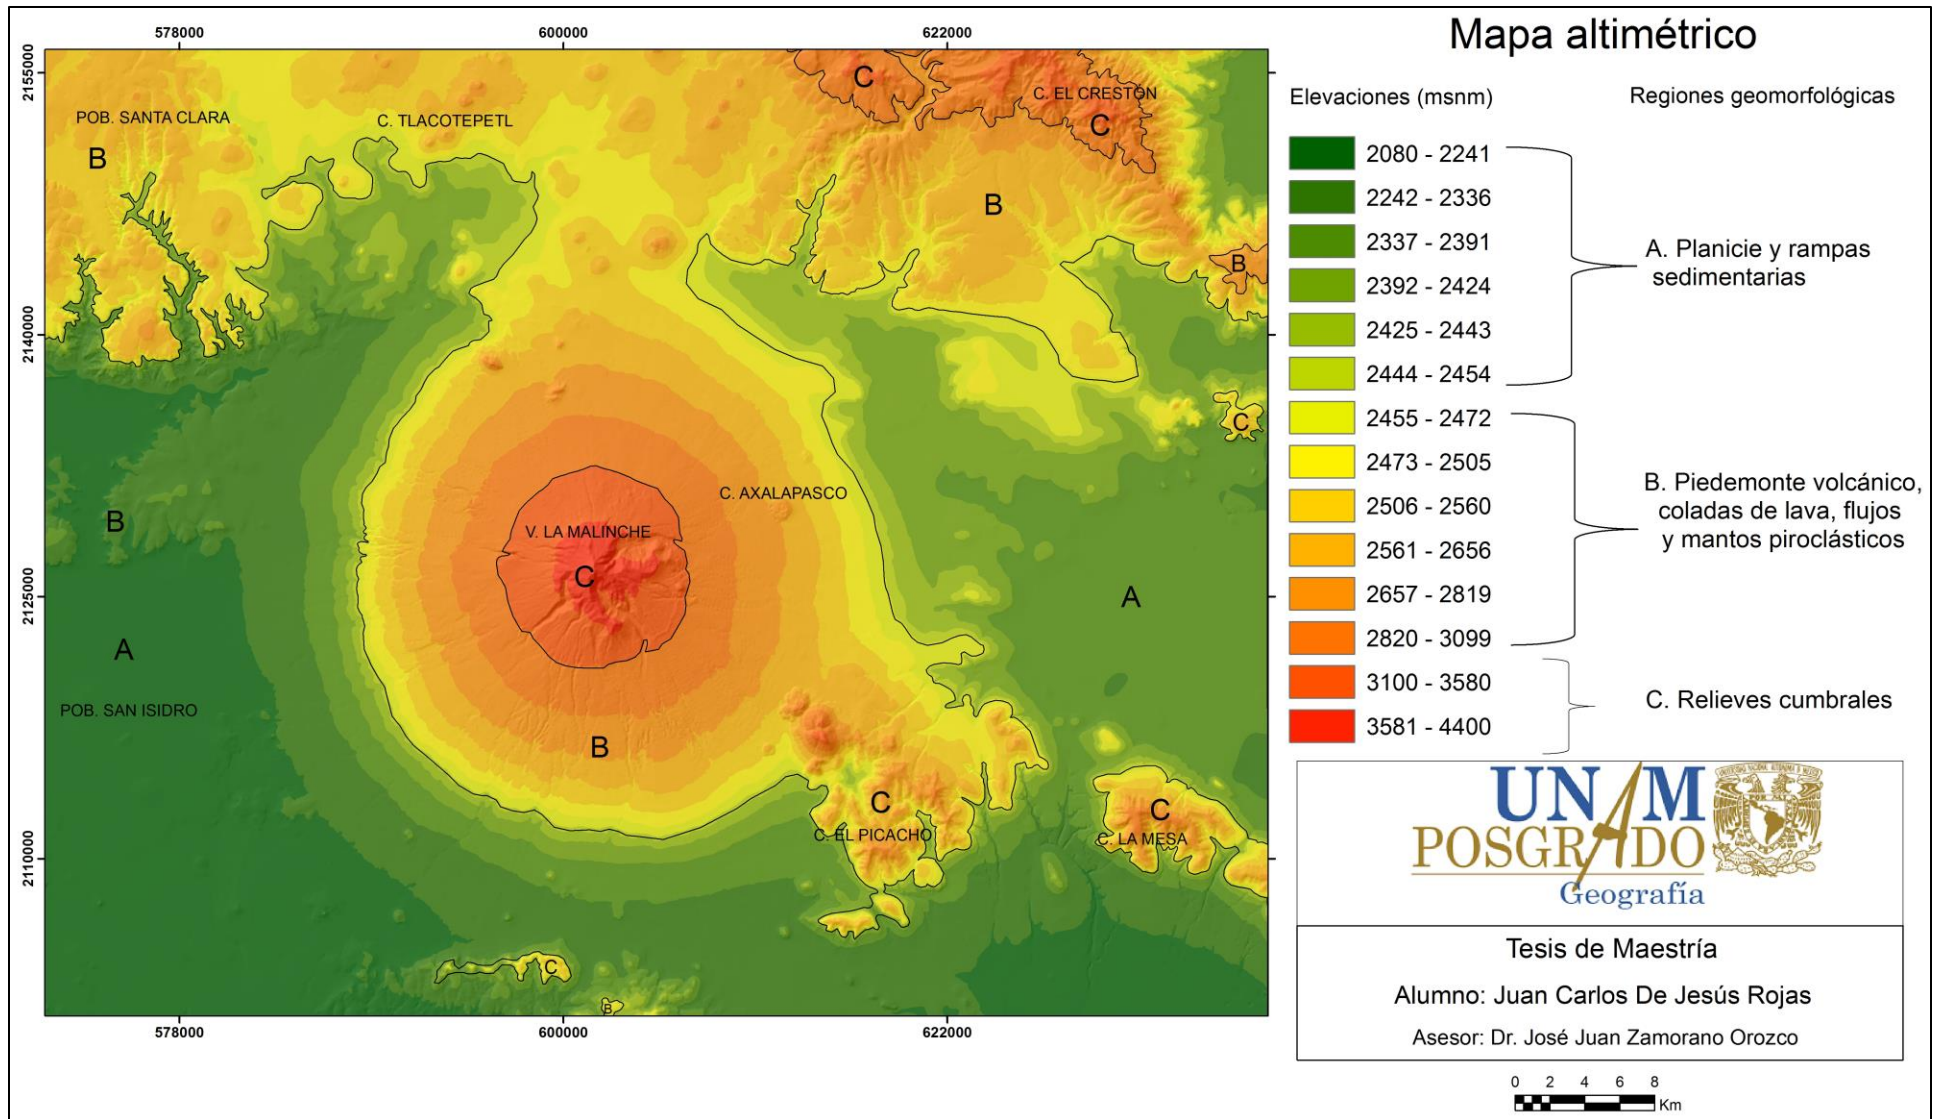 Mapa altimétrico
578000
600000
622000
2155000
2140000
2125000
2110000
POB. SANTA CLARA
C. TLACOTEPETL
C. EL CRESTÓN
C
C
B
B
B
C
C. AXALAPASCO
V. LA MALINCHE
C
B
A
A
POB. SAN ISIDRO
B
C
C. EL PICACHO
C
C. LA MESA
C
B
578000
600000
622000
Elevaciones (msnm)
Regiones geomorfológicas
2080 - 2241
2242 - 2336
2337 - 2391
2392 - 2424
2425 - 2443
2444 - 2454
2455 - 2472
2473 - 2505
2506 - 2560
2561 - 2656
2657 - 2819
2820 - 3099
3100 - 3580
3581 - 4400
A. Planicie y rampas
sedimentarias
B. Piedemonte volcánico,
coladas de lava, flujos
y mantos piroclásticos
C. Relieves cumbrales
UNAM
POSGRADO
Geografía
Tesis de Maestría
Alumno: Juan Carlos De Jesús Rojas
Asesor: Dr. José Juan Zamorano Orozco
0 2 4 6 8
Km